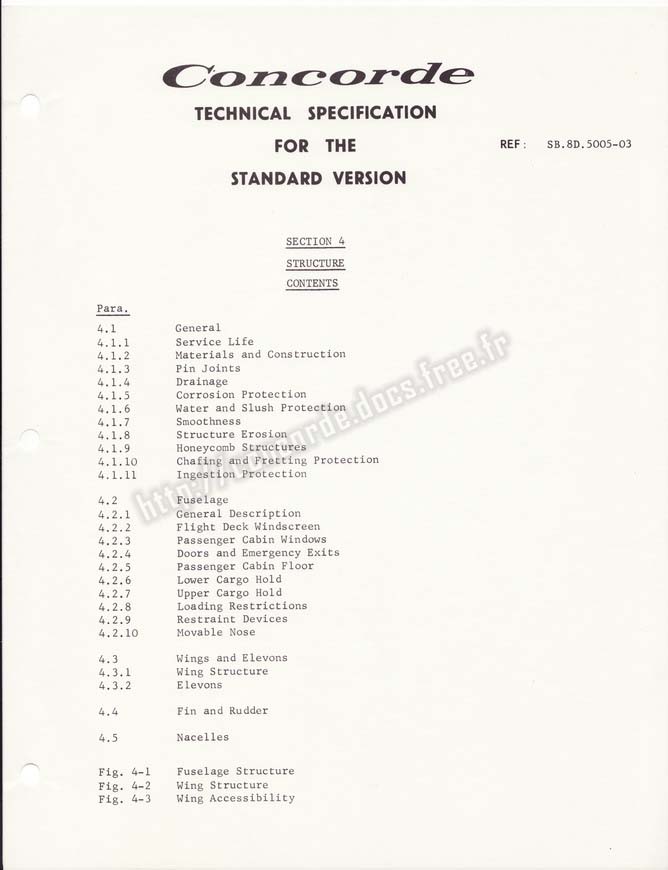 Concorde
TECHNICAL SPECIFICATION
FOR THE
REF: SB.8D.5005-03
STANDARD VERSION
SECTION 4
STRUCTURE
CONTENTS
Para.
4.1 General
4.1.1 Service Life
4.1.2 Materials and Construction
4.1.3 Pin Joints
4.1.4 Drainage
4.1.5 Corrosion Protection
4.1.6 Water and Slush Protection
4.1.7 Smoothness
4.1.8 Structure Erosion
4.1.9 Honeycomb Structures
4.1.10 Chafing and Fretting Protection
4.1.11 Ingestion Protection
4.2 Fuselage
4.2.1 General Description
4.2.2 Flight Deck Windscreen
4.2.3 Passenger Cabin Windows
4.2.4 Doors and Emergency Exits
4.2.5 Passenger Cabin Floor
4.2.6 Lower Cargo Hold
4.2.7 Upper Cargo Hold
4.2.8 Loading Restrictions
4.2.9 Restraint Devices
4.2.10 Movable Nose
4.3 Wings and Elevons
4.3.1 Wing Structure
4.3.2 Elevons
4.4 Fin and Rudder
4.5 Nacelles
Fig. 4-1 Fuselage Structure
Fig. 4-2 Wing Structure
Fig. 4-3 Wing Accessibility